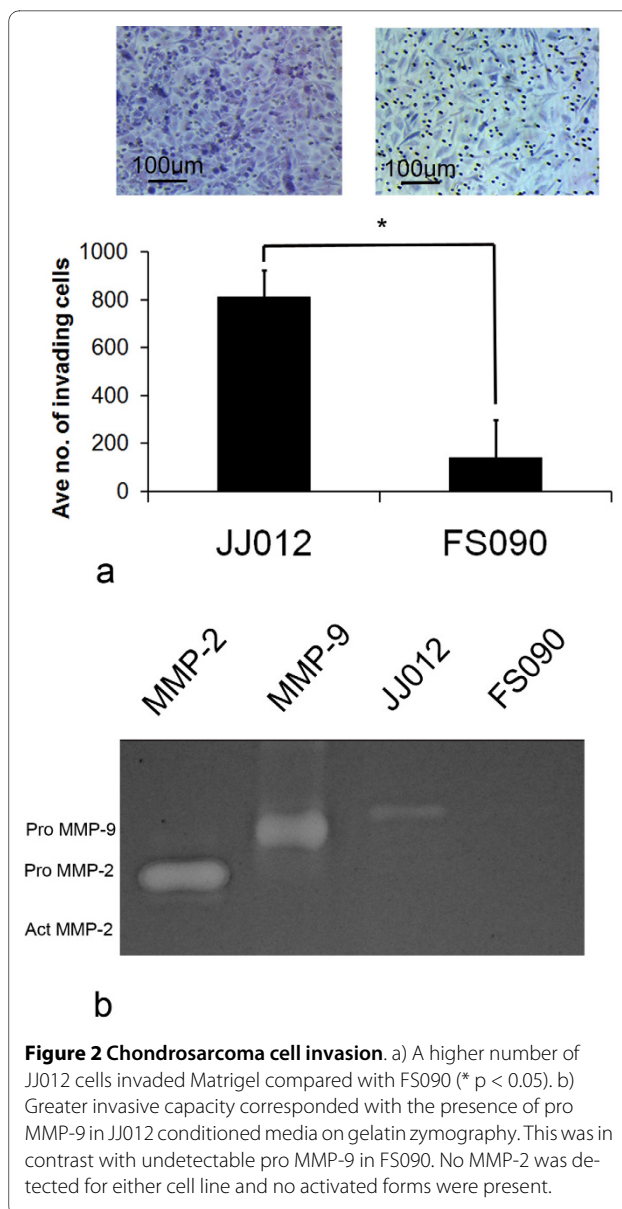 100um
100um
*
1000
800
600
400
200
0
Ave no. of invading cells
JJ012
FS090
a
MMP-2
MMP-9
JJ012
FS090
Pro MMP-9
Pro MMP-2
Act MMP-2
b
Figure 2 Chondrosarcoma cell invasion. a) A higher number of
JJ012 cells invaded Matrigel compared with FS090 (* p < 0.05). b)
Greater invasive capacity corresponded with the presence of pro
MMP-9 in JJ012 conditioned media on gelatin zymography. This was in
contrast with undetectable pro MMP-9 in FS090. No MMP-2 was de-
tected for either cell line and no activated forms were present.